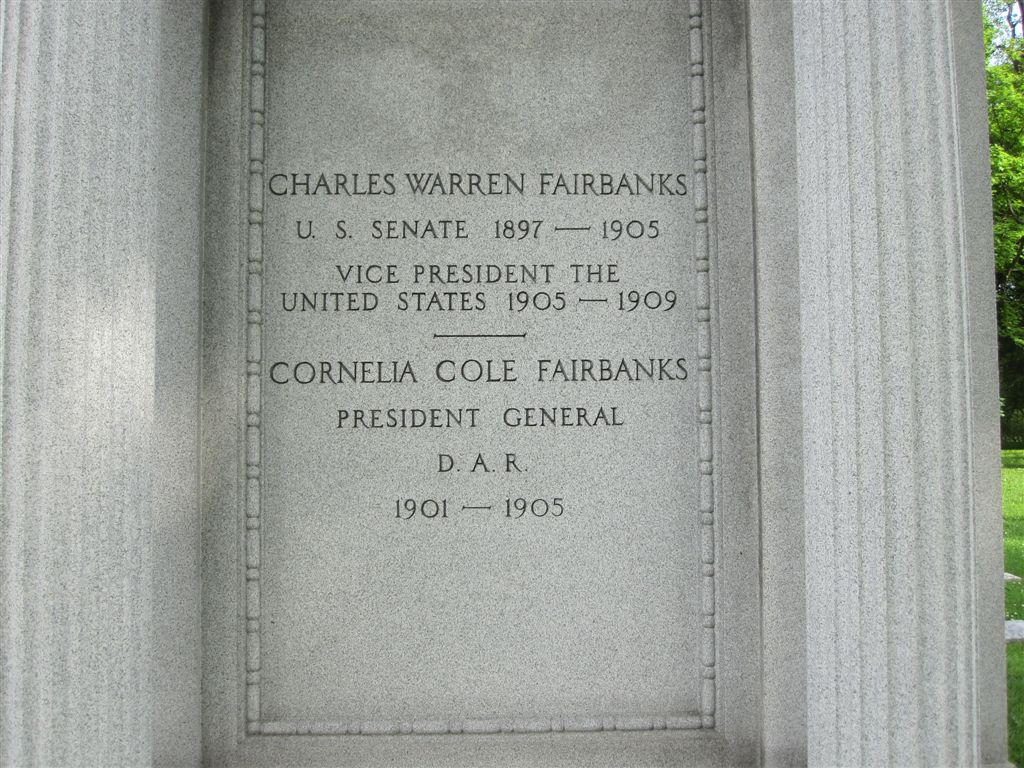 CHARLES WARREN FAIRBANKS
U. S. SENATE 1897 — 1905
VICE PRESIDENT THE
UNITED STATES 1905 — 1909
CORNELIA COLE FAIRBANKS
PRESIDENT GENERAL
D. A. R.
1901 — 1905